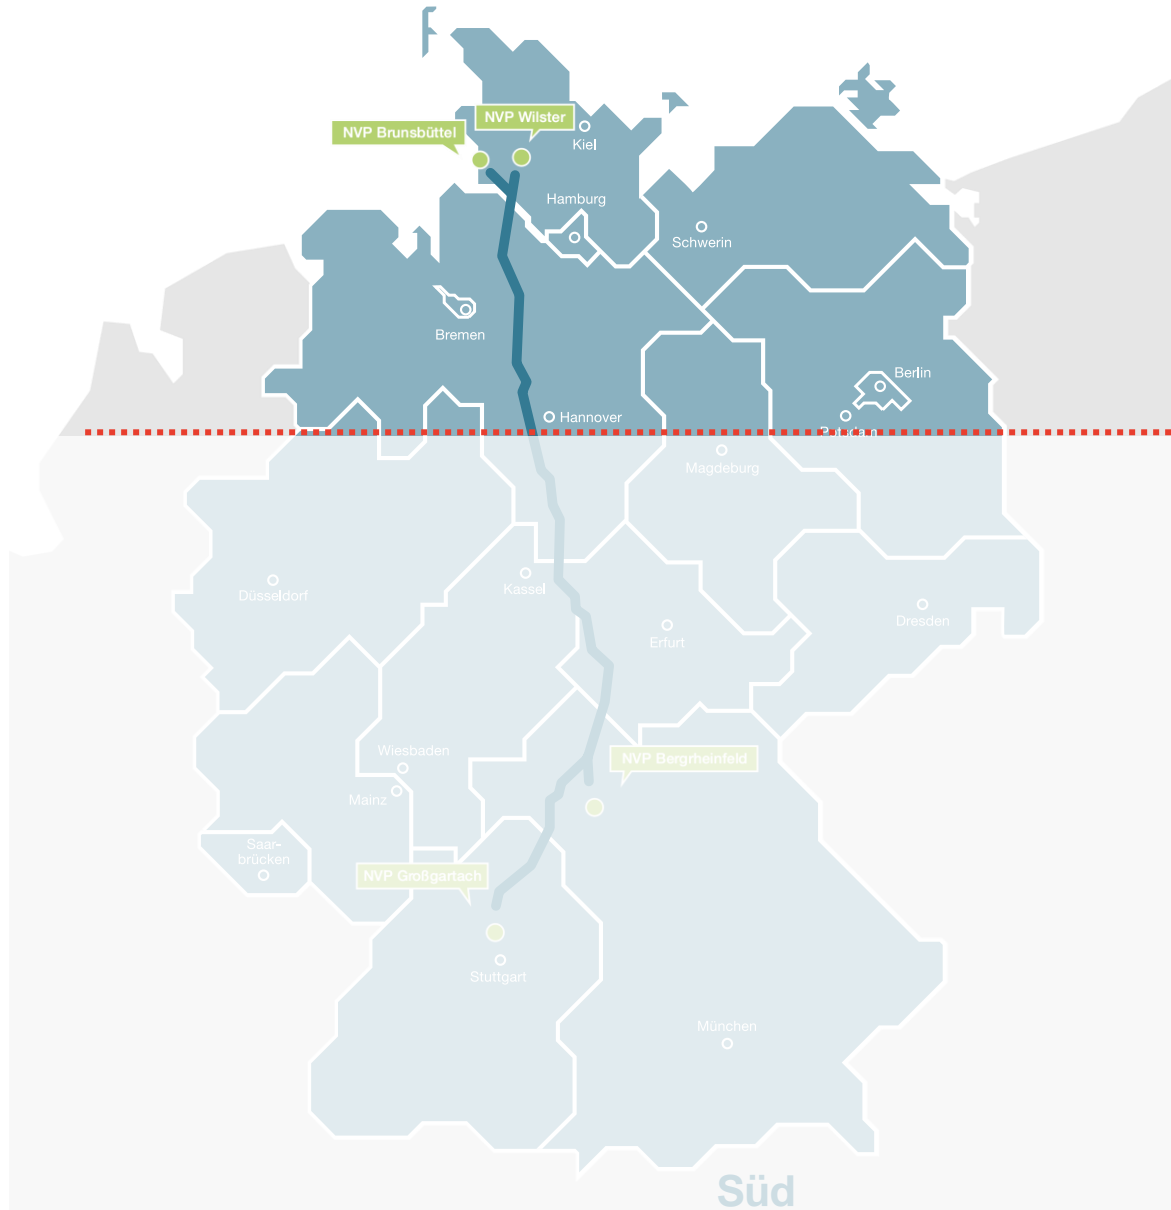 NVP Wilster
NVP Brunsbüttel
Kiel
Hamburg
Schwerin
Bremen
Berlin
Hannover
Potsdam
Magdeburg
Kassel
Düsseldorf
Dresden
Erfurt
Wiesbaden
NVP Bergrheinfeld
Mainz
Saar-
brücken
NVP Großgartach
Stuttgart
München
Süd